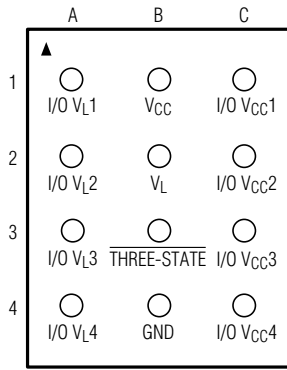 A B C
1
I/O VL1 VCC I/O VCC1
2
I/O VL2 VL I/O VCC2
3
I/O VL3 THREE-STATE I/O VCC3
4
I/O VL4 GND I/O VCC4